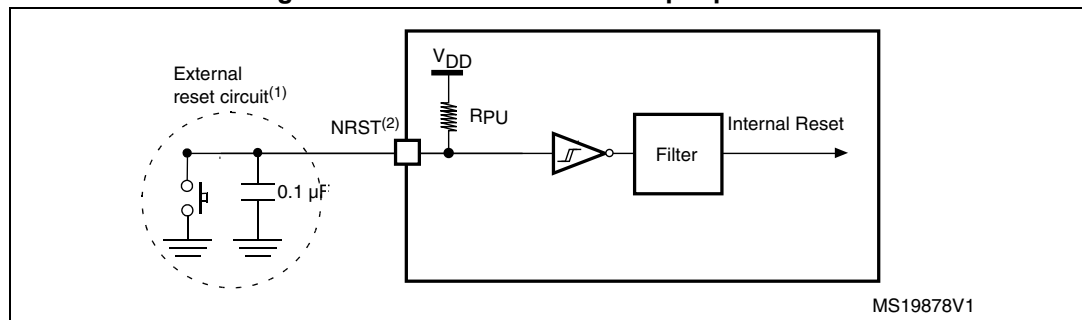 VDD
External
reset circuit(1)
RPU
NRST(2)
Internal Reset
Filter
0.1 µF
MS19878V1